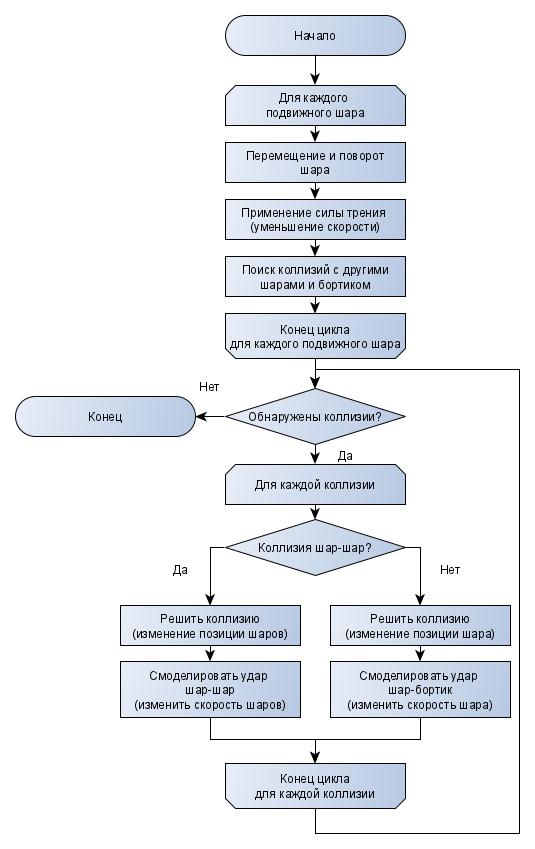 Начало
Для каждого
подвижного шара
Перемещение и поворот
шара
Применение силы трения
(уменьшение скорости)
Поиск коллизий с другими
шарами и бортиком
Конец цикла
для каждого подвижного шара
Нет
Конец
Обнаружены коллизии?
Да
Для каждой коллизии
Коллизия шар-шар?
Да
Нет
Решить коллизию
(изменение позиции шаров)
Решить коллизию
(изменение позиции шара)
Смоделировать удар
шар-шар
(изменить скорость шаров)
Смоделировать удар
шар-бортик
(изменить скорость шара)
Конец цикла
для каждой коллизии